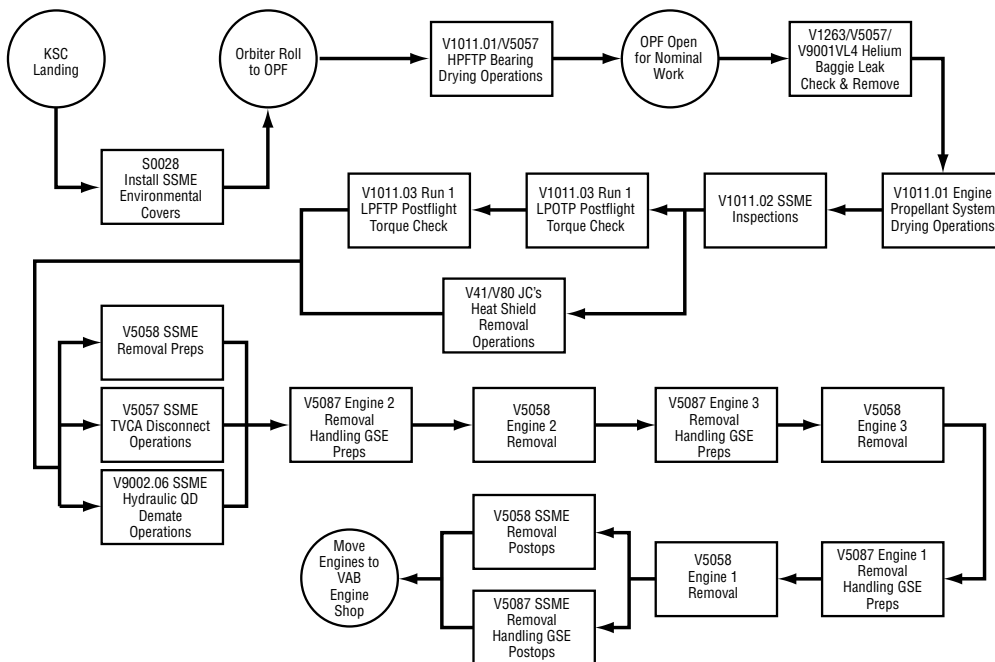 KSC
Landing
S0028
Install SSME
Environmental
Covers
Orbiter Roll
to OPF
V1011.01/V5057
HPFTP Bearing
Drying Operations
OPF Open
for Nominal
Work
V1263/V5057/
V9001VL4 Helium
Baggie Leak
Check & Remove
V1011.01 Engine
Propellant System
Drying Operations
V1011.02 SSME
Inspections
V1011.03 Run 1
LPOTP Postflight
Torque Check
V1011.03 Run 1
LPFTP Postflight
Torque Check
V41/V80 JC's
Heat Shield
Removal
Operations
V5058 SSME
Removal Preps
V5057 SSME
TVCA Disconnect
Operations
V9002.06 SSME
Hydraulic QD
Demate
Operations
V5087 Engine 2
Removal
Handling GSE
Preps
V5058
Engine 2
Removal
V5087 Engine 3
Removal
Handling GSE
Preps
V5058
Engine 3
Removal
V5087 Engine 1
Removal
Handling GSE
Preps
V5058
Engine 1
Removal
V5058 SSME
Removal
Postops
V5087 SSME
Removal
Handling GSE
Postops
Move
Engines to
VAB
Engine
Shop